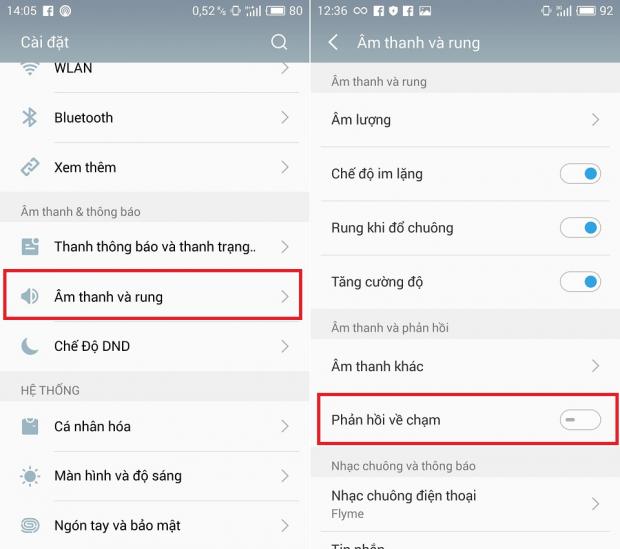 14:05
0,52 ᴷ/s
80
Cài đặt
WLAN
Bluetooth
Xem thêm
Âm thanh & thông báo
Thanh thông báo và thanh trạng..
Âm thanh và rung
Chế Độ DND
HỆ THỐNG
Cá nhân hóa
Màn hình và độ sáng
Ngón tay và bảo mật
12:36
92
Âm thanh và rung
Âm thanh và rung
Âm lượng
Chế độ im lặng
Rung khi đổ chuông
Tăng cường độ
Âm thanh và phản hồi
Âm thanh khác
Phản hồi về chạm
Nhạc chuông và thông báo
Nhạc chuông điện thoại
Flyme
Tin nhắn